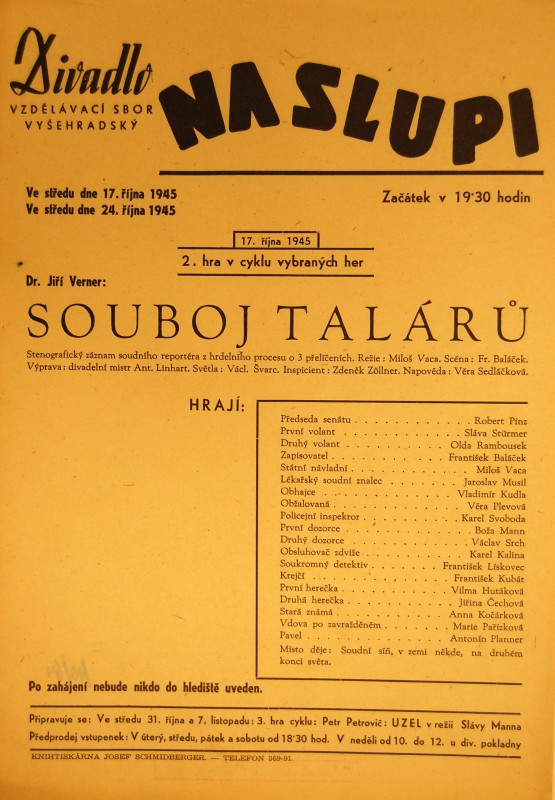 Divadlo
VZDĚLÁVACÍ SBOR
VYŠEHRADSKÝ
NA SLUPI
Ve středu dne 17. října 1945
Ve středu dne 24. října 1945
Začátek v 19·30 hodin
17. října 1945
2. hra v cyklu vybraných her
Dr. Jiří Verner:
SOUBOJ TALÁRŮ
Stenografický záznam soudního reportéra z hrdelního procesu o 3 přelíčeních. Režie: Miloš Vaca. Scéna: Fr. Baláček.
Výprava: divadelní mistr Ant. Linhart. Světla: Václ. Švarc. Inspicient: Zdeněk Zöllner. Napověda: Věra Sedláčková.
HRAJÍ:
Předseda senátu . . . . . . . . . . . . Robert Pinz
První volant . . . . . . . . . . . . Sláva Stürmer
Druhý volant . . . . . . . . . . . Olda Rambousek
Zapisovatel . . . . . . . . . . . František Baláček
Státní návladní . . . . . . . . . . . . Miloš Vaca
Lékařský soudní znalec . . . . . . . . Jaroslav Musil
Obhajce . . . . . . . . . . . . . Vladimír Kudla
Obžalovaná . . . . . . . . . . . . . Věra Plevová
Policejní inspektor . . . . . . . . . . Karel Svoboda
První dozorce . . . . . . . . . . . . Boža Mann
Druhý dozorce . . . . . . . . . . . . Václav Srch
Obsluhovač zdviže . . . . . . . . . . Karel Kalina
Soukromný detektiv . . . . . . . František Lískovec
Krejčí . . . . . . . . . . . . . František Kubát
První herečka . . . . . . . . . . Vilma Hutáková
Druhá herečka . . . . . . . . . . . Jiřina Čechová
Stará známá . . . . . . . . . . . Anna Kočárková
Vdova po zavražděném . . . . . . . Marie Pařízková
Pavel . . . . . . . . . . . . . . Antonín Planner
Místo děje: Soudní síň, v zemi někde, na druhém
konci světa.
Po zahájení nebude nikdo do hlediště uveden.
Připravuje se: Ve středu 31. října a 7. listopadu: 3. hra cyklu: Petr Petrovič: UZEL v režii Slávy Manna
Předprodej vstupenek: V úterý, středu, pátek a sobotu od 18·30 hod. V neděli od 10. do 12. u div. pokladny
KNIHTISKÁRNA JOSEF SCHMIDBERGER. — TELEFON 369-91.